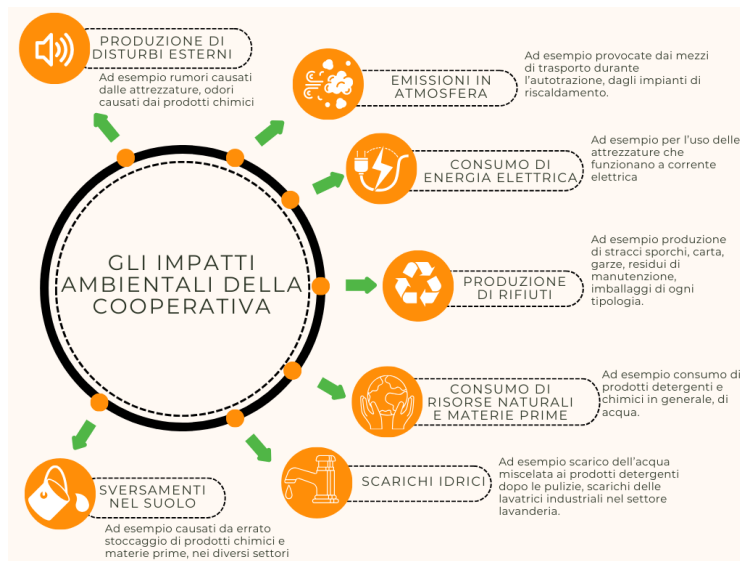 PRODUZIONE DI
DISTURBI ESTERNI
Ad esempio rumori causati
dalle attrezzature, odori
causati dai prodotti chimici
EMISSIONI IN
ATMOSFERA
Ad esempio provocate dai mezzi
di trasporto durante
l'autotrazione, dagli impianti di
riscaldamento.
CONSUMO DI
ENERGIA ELETTRICA
Ad esempio per l'uso delle
attrezzature che
funzionano a corrente
elettrica
GLI IMPATTI
AMBIENTALI DELLA
COOPERATIVA
PRODUZIONE
DI RIFIUTI
Ad esempio produzione
di stracci sporchi, carta,
garze, residui di
manutenzione,
imballaggi di ogni
tipologia.
CONSUMO DI
RISORSE NATURALI
E MATERIE PRIME
Ad esempio consumo di
prodotti detergenti e
chimici in generale, di
acqua.
SCARICHI IDRICI
Ad esempio scarico dell'acqua
miscelata ai prodotti detergenti
dopo le pulizie, scarichi delle
lavatrici industriali nel settore
lavanderia.
SVERSAMENTI
NEL SUOLO
Ad esempio causati da errato
stoccaggio di prodotti chimici e
materie prime, nei diversi settori